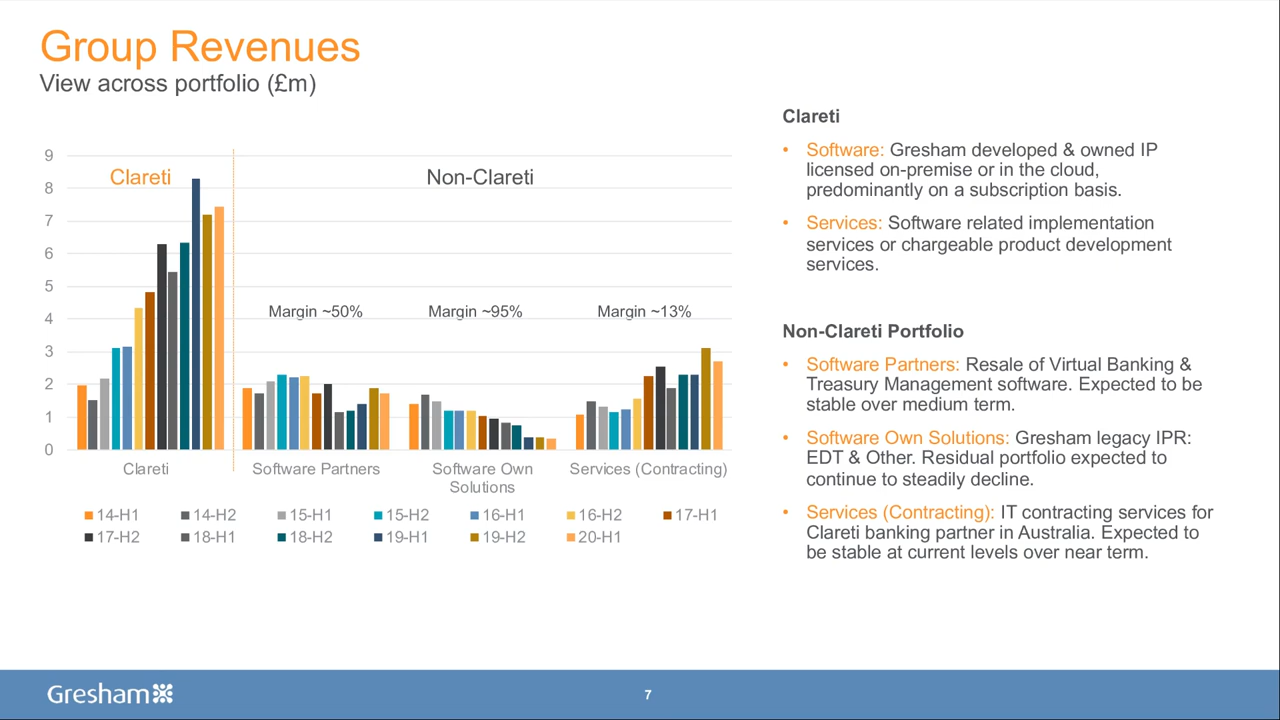 Group Revenues
View across portfolio (£m)
9
8
7
6
5
4
3
2
1
0
Clareti
Non-Clareti
Margin ~50%
Margin ~95%
Margin ~13%
Clareti
Software Partners
Software Own
Solutions
Services (Contracting)
14-H1
14-H2
15-H1
15-H2
16-H1
16-H2
17-H1
17-H2
18-H1
18-H2
19-H1
19-H2
20-H1
Clareti
• Software: Gresham developed & owned IP
licensed on-premise or in the cloud,
predominantly on a subscription basis.
• Services: Software related implementation
services or chargeable product development
services.
Non-Clareti Portfolio
• Software Partners: Resale of Virtual Banking &
Treasury Management software. Expected to be
stable over medium term.
• Software Own Solutions: Gresham legacy IPR:
EDT & Other. Residual portfolio expected to
continue to steadily decline.
• Services (Contracting): IT contracting services for
Clareti banking partner in Australia. Expected to
be stable at current levels over near term.
Gresham
7